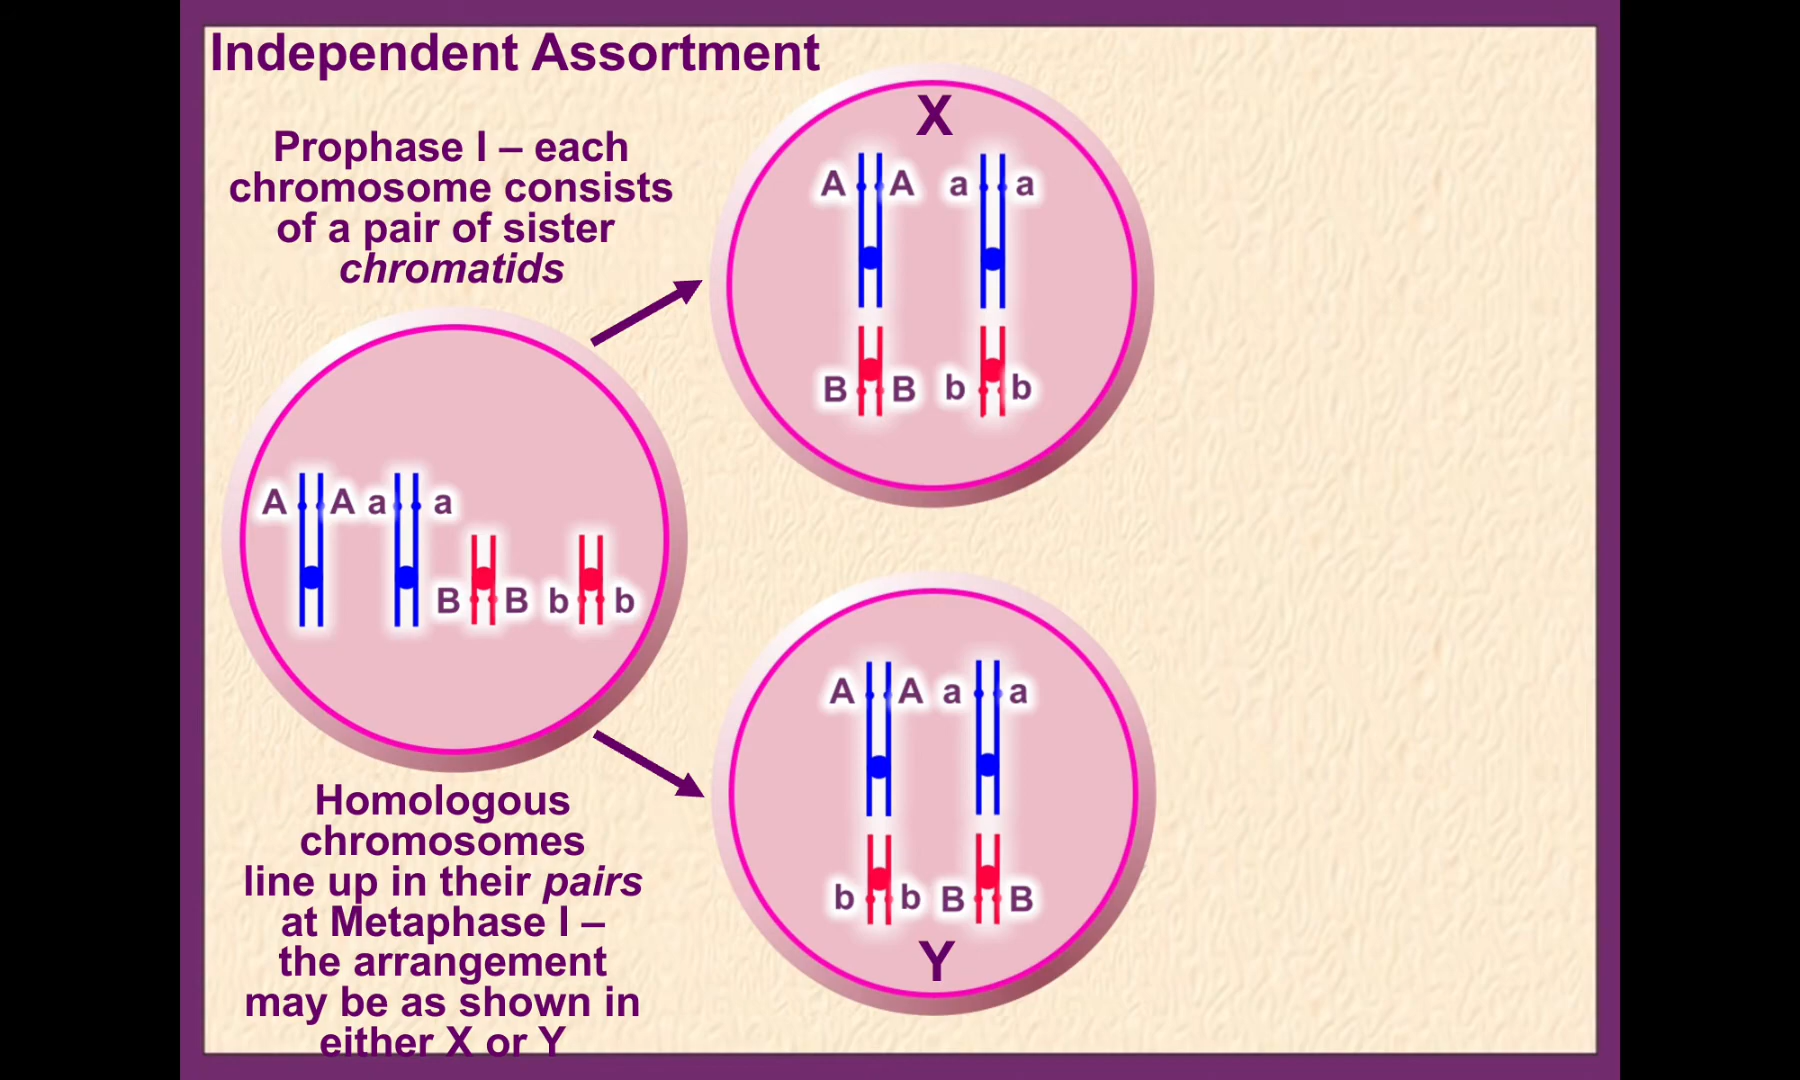 Independent Assortment
Prophase I – each
chromosome consists
of a pair of sister
chromatids
X
A A a a
B B b b
A A a a
B B b b
Homologous
chromosomes
line up in their pairs
at Metaphase I –
the arrangement
may be as shown in
either X or Y
A A a a
b b B B
Y